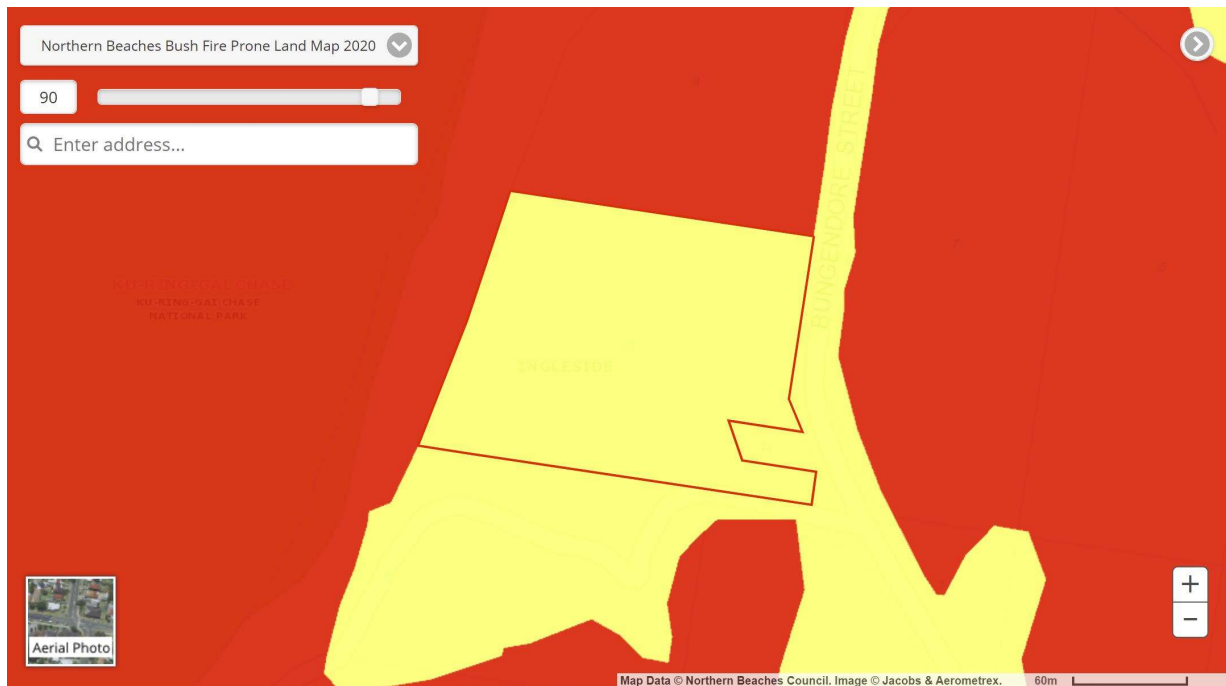 Northern Beaches Bush Fire Prone Land Map 2020
90
Enter address...
BUNGENDORE STREET
KU-RING-GAI CHASE
KU-RING-GAI CHASE
NATIONAL PARK
INGLESIDE
+
−
Aerial Photo
Map Data © Northern Beaches Council. Image © Jacobs & Aerometrex.
60m